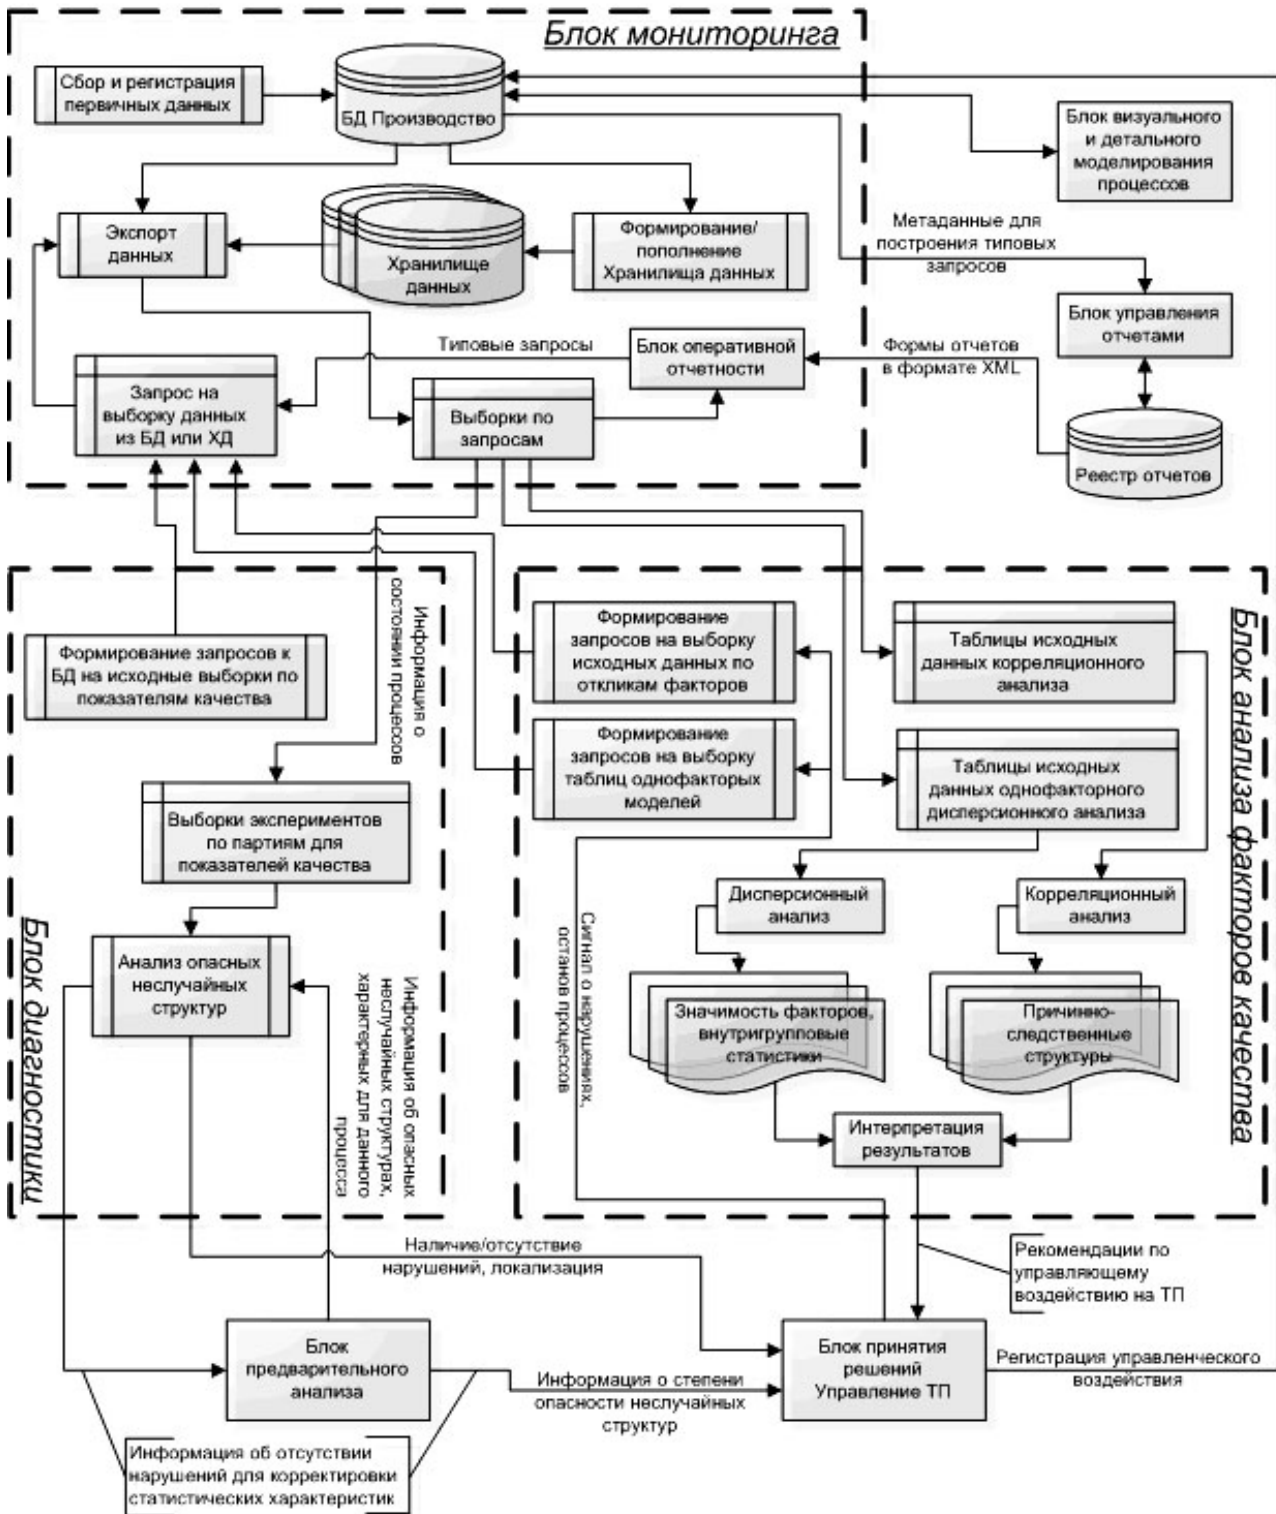 Блок мониторинга
Сбор и регистрация
первичных данных
БД Производство
Блок визуального
и детального
моделирования
процессов
Экспорт
данных
Хранилище
данных
Формирование/
пополнение
Хранилища данных
Метаданные для
построения типовых
запросов
Блок управления
отчетами
Типовые запросы
Блок оперативной
отчетности
Формы отчетов
в формате XML
Запрос на
выборку данных
из БД или ХД
Выборки по
запросам
Реестр отчетов
Блок диагностики
Информация о
состоянии процессов
Формирование запросов к
БД на исходные выборки по
показателям качества
Выборки экспериментов
по партиям для
показателей качества
Анализ опасных
неслучайных
структур
Информация об опасных
неслучайных структурах,
характерных для данного
процесса
Блок анализа факторов качества
Формирование
запросов на выборку
исходных данных по
откликам факторов
Таблицы исходных
данных корреляционного
анализа
Формирование
запросов на выборку
таблиц однофакторых
моделей
Таблицы исходных
данных однофакторного
дисперсионного анализа
Дисперсионный
анализ
Корреляционный
анализ
Сигнал о нарушениях,
останов процессов
Значимость факторов,
внутригрупповые
статистики
Причинно-
следственные
структуры
Интерпретация
результатов
Наличие/отсутствие
нарушений, локализация
Рекомендации по
управляющему
воздействию на ТП
Блок
предварительного
анализа
Информация о степени
опасности неслучайных
структур
Блок принятия
решений
Управление ТП
Регистрация управленческого
воздействия
Информация об отсутствии
нарушений для корректировки
статистических характеристик